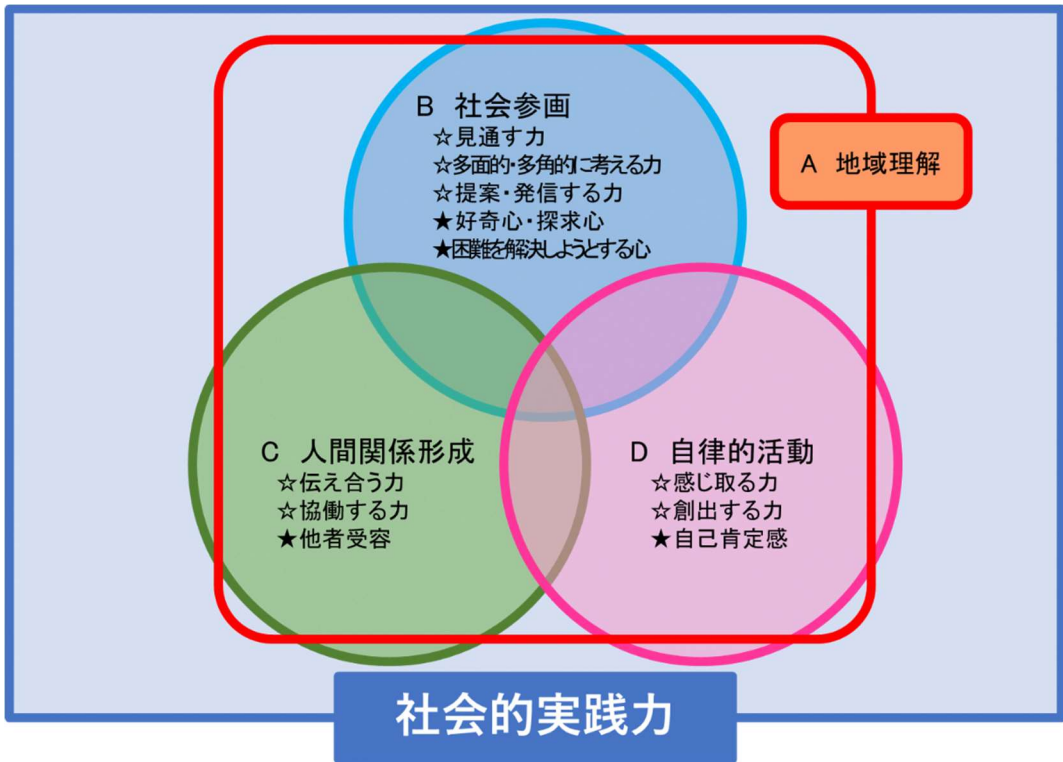 B 社会参画
☆見通す力
☆多面的・多角的に考える力
☆提案・発信する力
★好奇心・探求心
★困難を解決しようとする心
A 地域理解
C 人間関係形成
☆伝え合う力
☆協働する力
★他者受容
D 自律的活動
☆感じ取る力
☆創出する力
★自己肯定感
社会的実践力